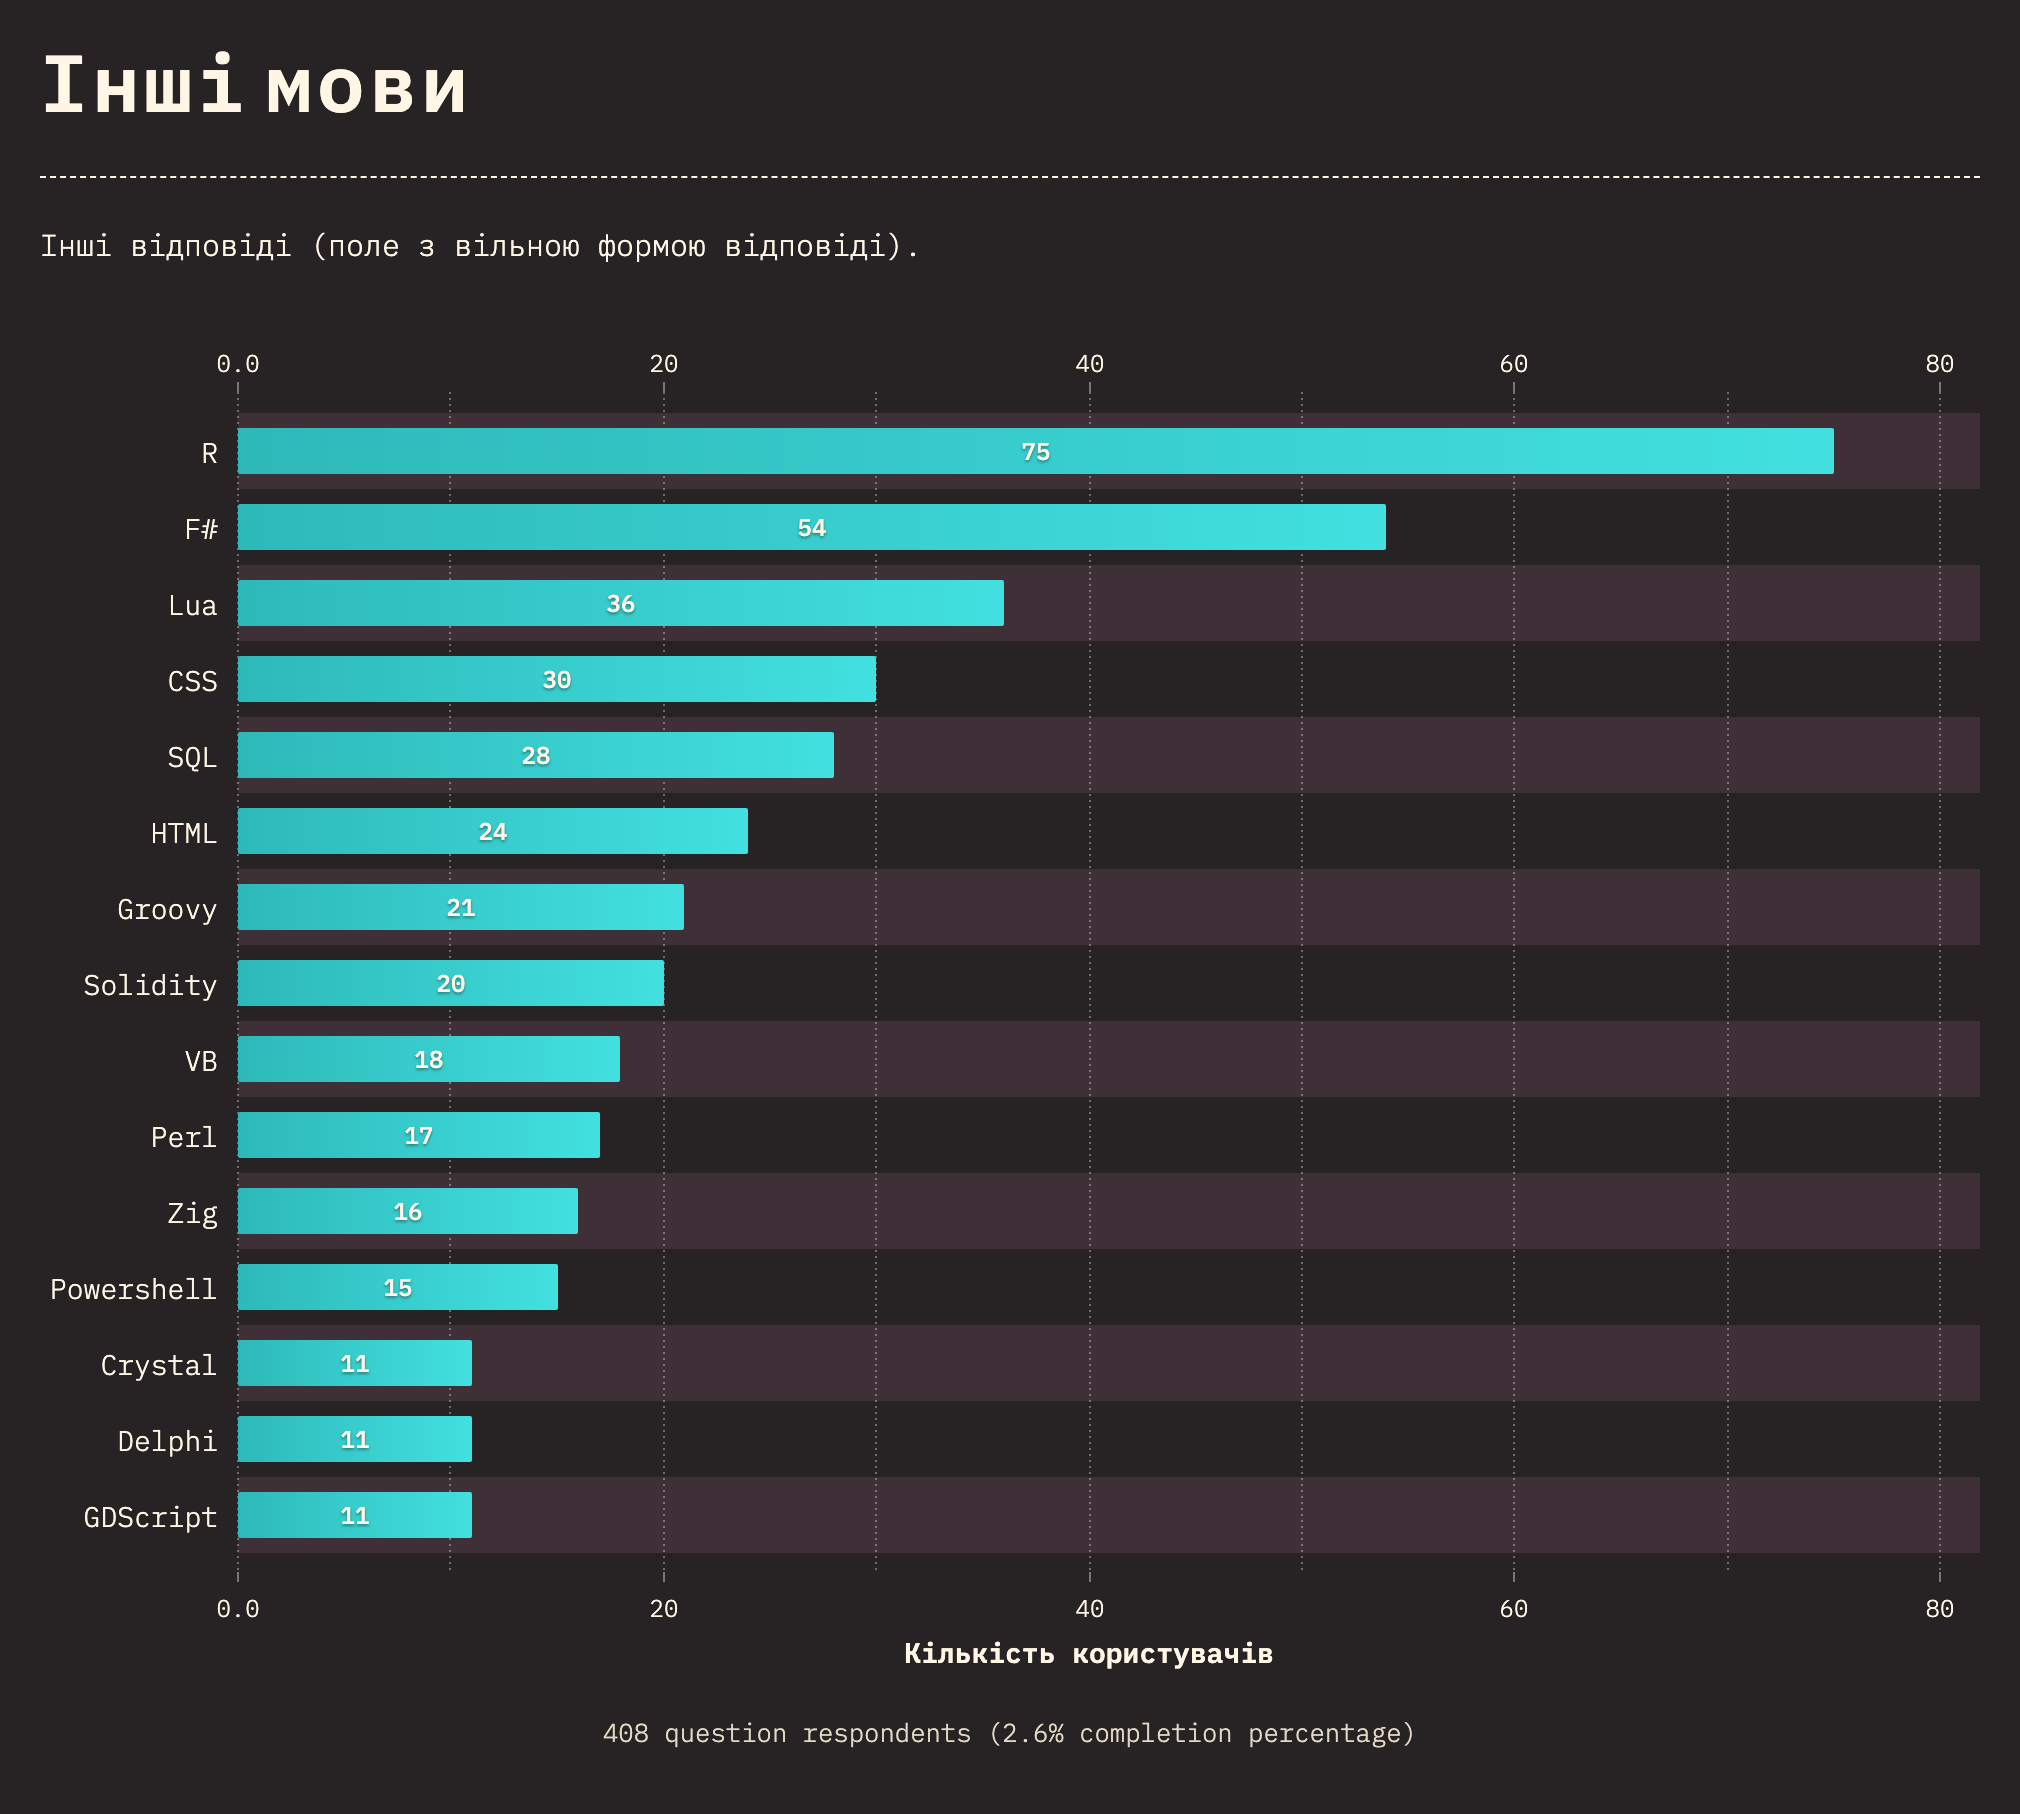 Інші мови
Інші відповіді (поле з вільною формою відповіді).
0.0 20 40 60 80
R 75
F# 54
Lua 36
CSS 30
SQL 28
HTML 24
Groovy 21
Solidity 20
VB 18
Perl 17
Zig 16
Powershell 15
Crystal 11
Delphi 11
GDScript 11
0.0 20 40 60 80
Кількість користувачів
408 question respondents (2.6% completion percentage)